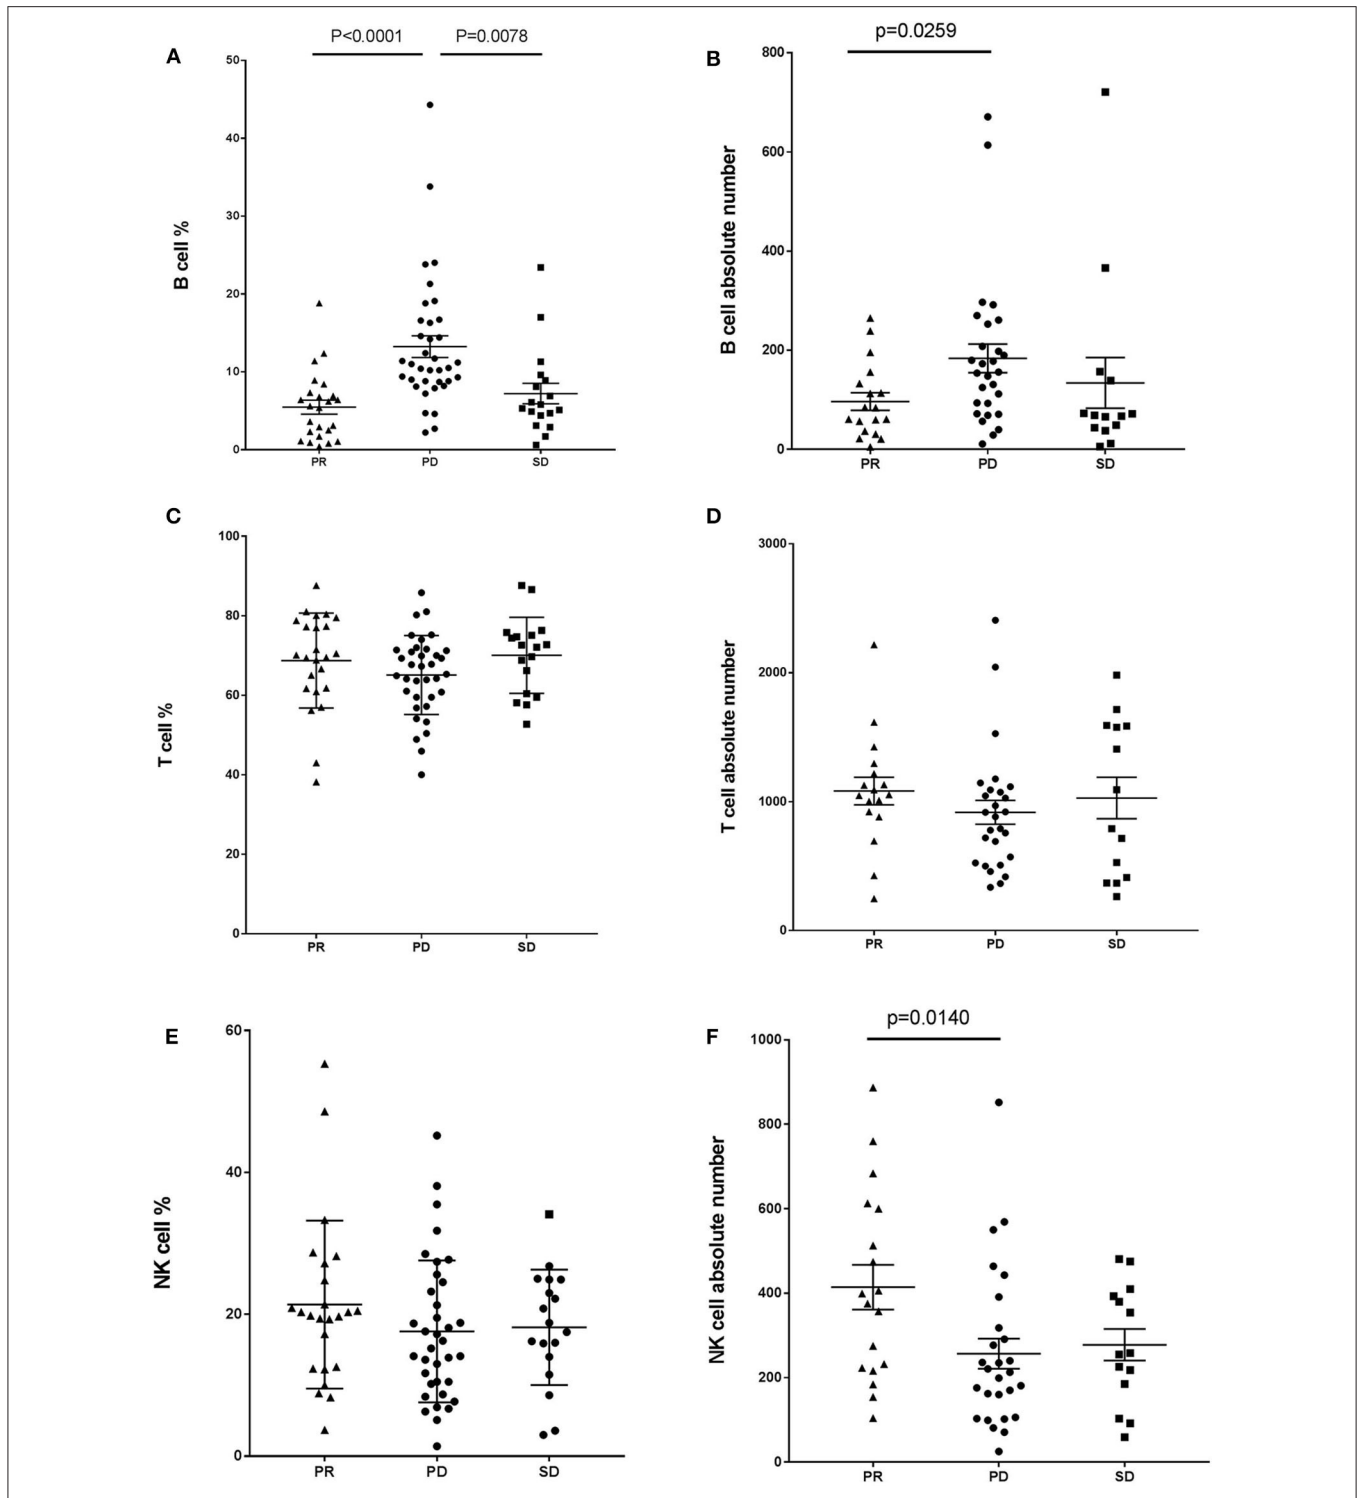 A
P<0.0001 P=0.0078
B cell %
50
40
30
20
10
0
PR PD SD
B
p=0.0259
B cell absolute number
800
600
400
200
0
PR PD SD
C
T cell %
100
80
60
40
20
0
PR PD SD
D
T cell absolute number
3000
2000
1000
0
PR PD SD
E
NK cell %
60
40
20
0
PR PD SD
F
p=0.0140
NK cell absolute number
1000
800
600
400
200
0
PR PD SD